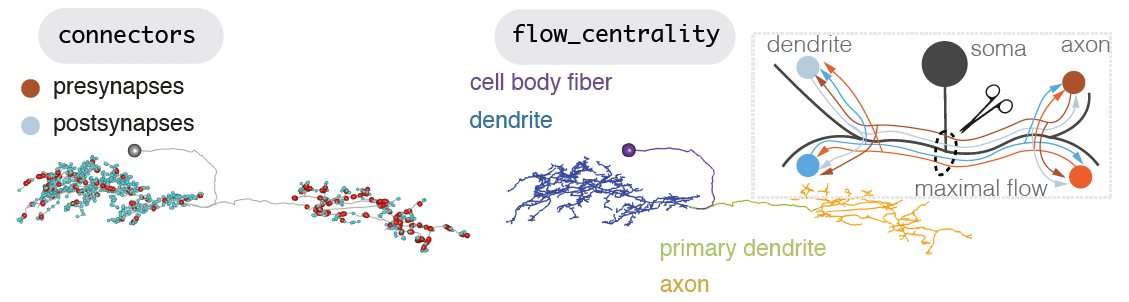 connectors
presynapses
postsynapses
flow_centrality
cell body fiber
dendrite
dendrite
soma
axon
maximal flow
primary dendrite
axon